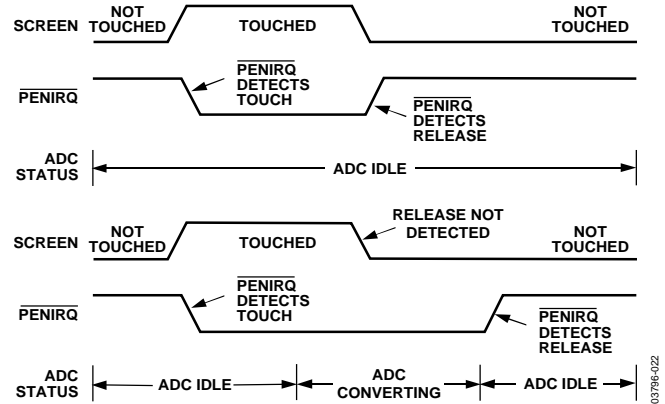 SCREEN
NOT
TOUCHED
TOUCHED
NOT
TOUCHED
PENIRQ
PENIRQ
DETECTS
TOUCH
PENIRQ
DETECTS
RELEASE
ADC
STATUS
ADC IDLE
SCREEN
NOT
TOUCHED
TOUCHED
RELEASE NOT
DETECTED
NOT
TOUCHED
PENIRQ
PENIRQ
DETECTS
TOUCH
PENIRQ
DETECTS
RELEASE
ADC
STATUS
ADC IDLE
ADC
CONVERTING
ADC IDLE
03796-022